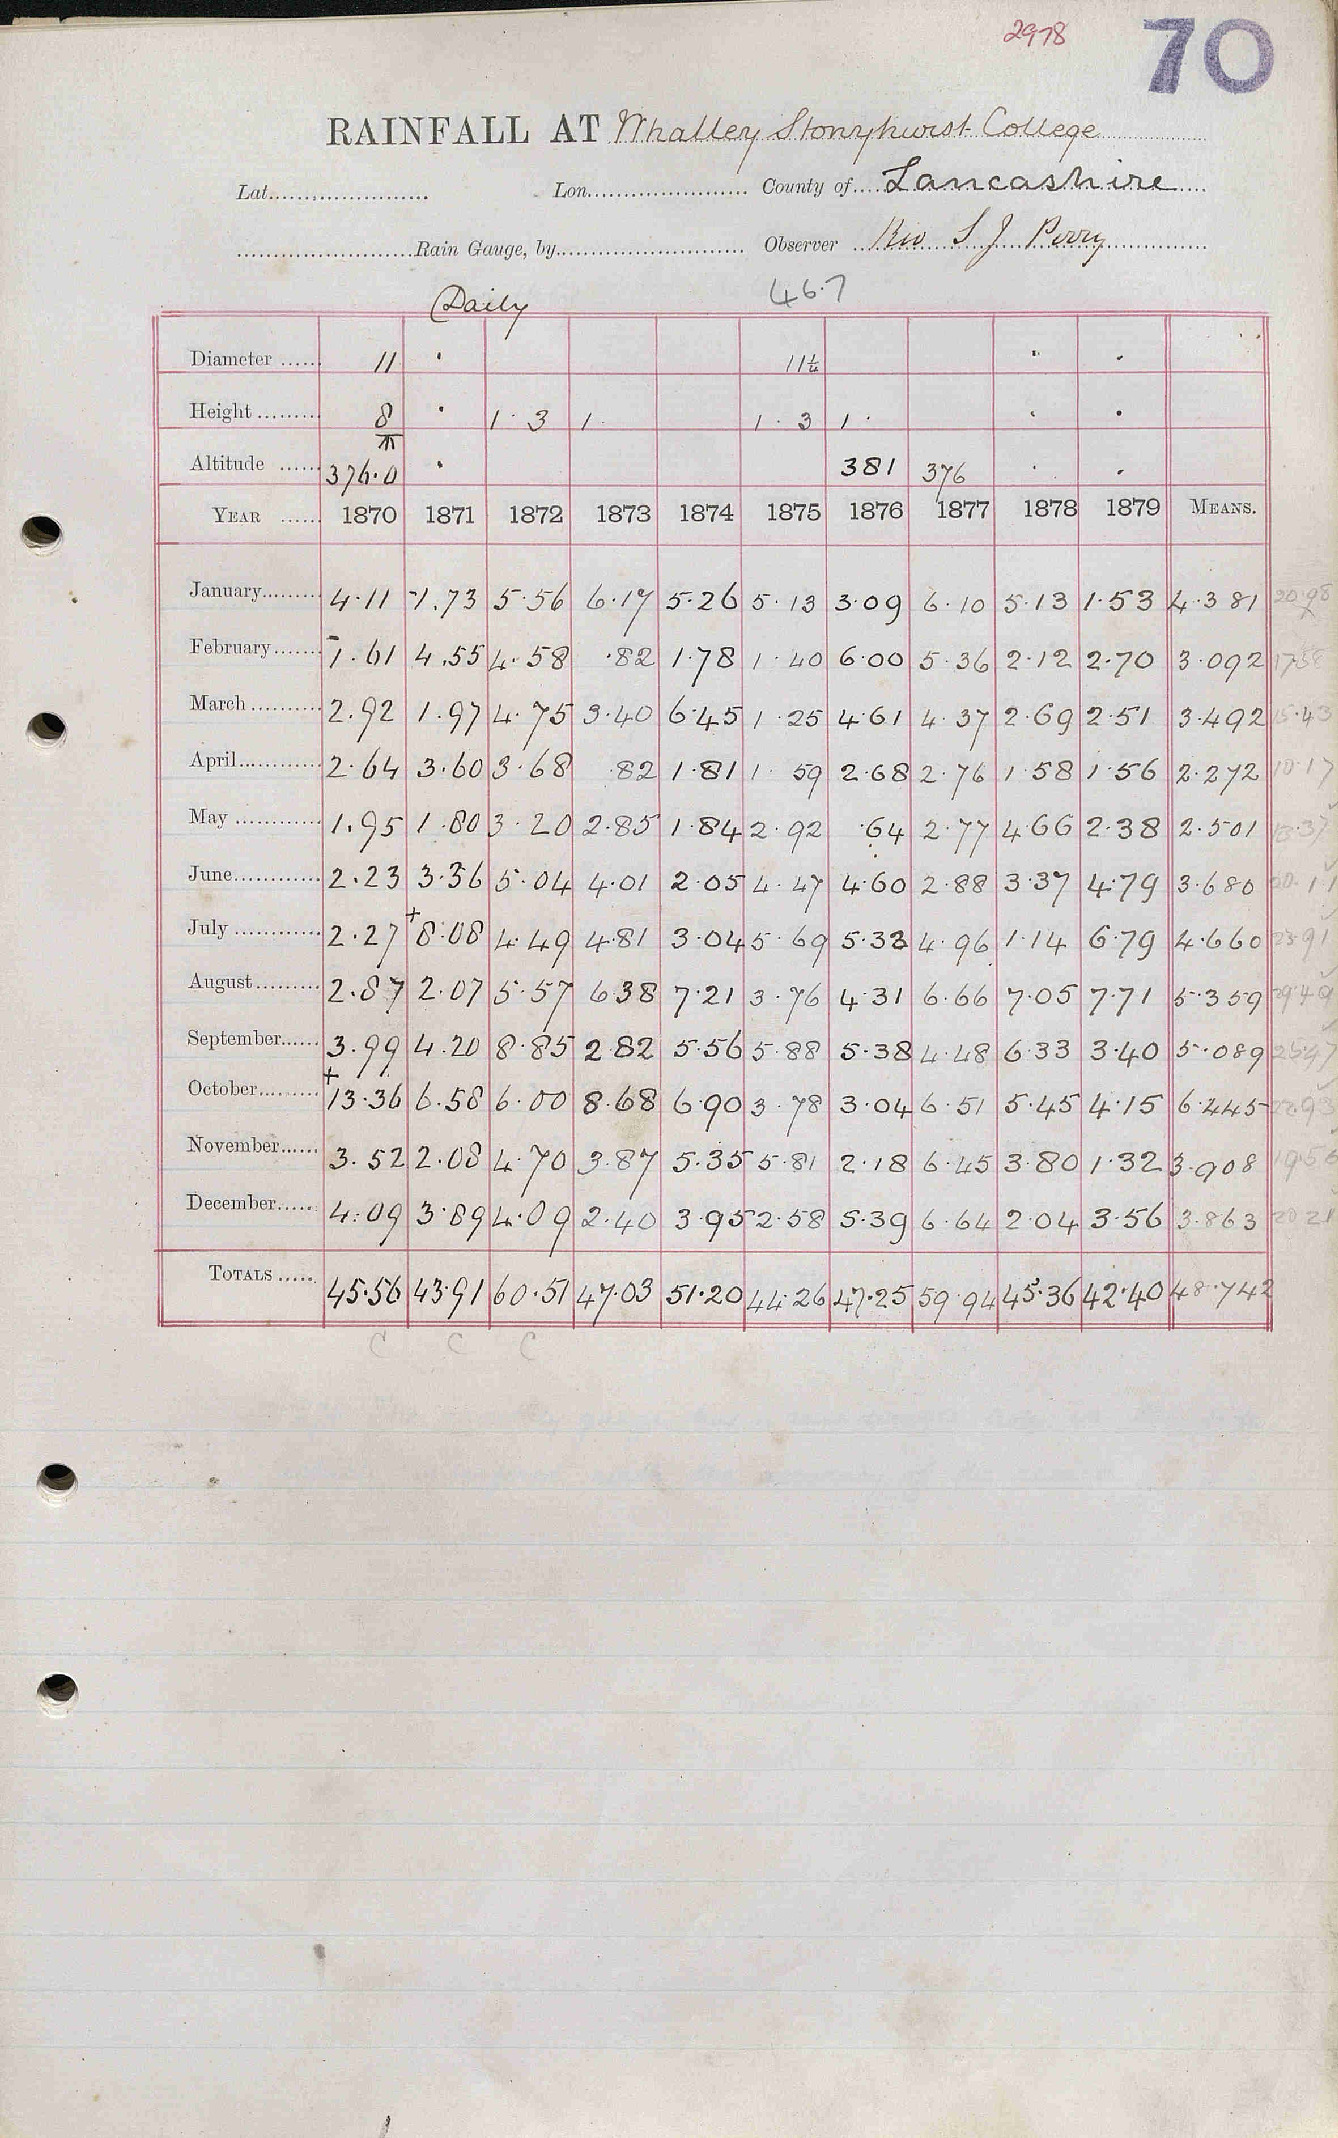 2978
70
RAINFALL AT Whalley Stonyhurst College
Lat. Lon. County of Lancashire
Rain Gauge, by Observer Rev S J Perry
Daily 46.7
Diameter 11 11¼
Height 8 1.3 1. 1.3 1.
Altitude 376.0 381 376
YEAR 1870 1871 1872 1873 1874 1875 1876 1877 1878 1879 MEANS.
January 4.11 1.73 5.56 6.17 5.26 5.13 3.09 6.10 5.13 1.53 4.381 20.98
February 1.61 4.55 4.58 .82 1.78 1.40 6.00 5.36 2.12 2.70 3.092 17.58
March 2.92 1.97 4.75 3.40 6.45 1.25 4.61 4.37 2.69 2.51 3.492 15.43
April 2.64 3.60 3.68 .82 1.81 1.59 2.68 2.76 1.58 1.56 2.272 10.17
May 1.95 1.80 3.20 2.85 1.84 2.92 .64 2.77 4.66 2.38 2.501 13.37
June 2.23 3.36 5.04 4.01 2.05 4.47 4.60 2.88 3.37 4.79 3.680 20.11
July 2.27 +8.08 4.49 4.81 3.04 5.69 5.33 4.96 1.14 6.79 4.660 23.91
August 2.87 2.07 5.57 6.38 7.21 3.76 4.31 6.66 7.05 7.71 5.359 29.49
September 3.99 4.20 8.85 2.82 5.56 5.88 5.38 4.48 6.33 3.40 5.089 25.47
October +13.36 6.58 6.00 8.68 6.90 3.78 3.04 6.51 5.45 4.15 6.445 22.93
November 3.52 2.08 4.70 3.87 5.35 5.81 2.18 6.45 3.80 1.32 3.908 19.56
December 4.09 3.89 4.09 2.40 3.95 2.58 5.39 6.64 2.04 3.56 3.863 20.21
TOTALS 45.56 43.91 60.51 47.03 51.20 44.26 47.25 59.94 45.36 42.40 48.742
C C C